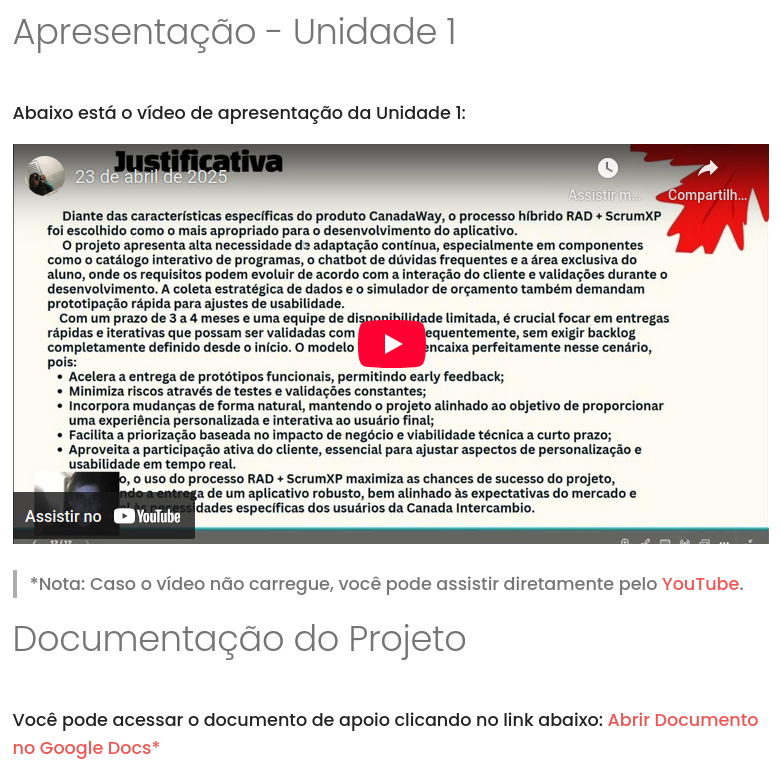 Apresentação - Unidade 1
Abaixo está o vídeo de apresentação da Unidade 1:
Justificativa
23 de abril de 2025
Assistir m...
Compartilh...
Diante das características específicas do produto CanadaWay, o processo híbrido RAD + ScrumXP
foi escolhido como o mais apropriado para o desenvolvimento do aplicativo.
O projeto apresenta alta necessidade de adaptação contínua, especialmente em componentes
como o catálogo interativo de programas, o chatbot de dúvidas frequentes e a área exclusiva do
aluno, onde os requisitos podem evoluir de acordo com a interação do cliente e validações durante o
desenvolvimento. A coleta estratégica de dados e o simulador de orçamento também demandam
prototipação rápida para ajustes de usabilidade.
Com um prazo de 3 a 4 meses e uma equipe de disponibilidade limitada, é crucial focar em entregas
rápidas e iterativas que possam ser validadas com equentemente, sem exigir backlog
completamente definido desde o início. O modelo encaixa perfeitamente nesse cenário,
pois:
• Acelera a entrega de protótipos funcionais, permitindo early feedback;
• Minimiza riscos através de testes e validações constantes;
• Incorpora mudanças de forma natural, mantendo o projeto alinhado ao objetivo de proporcionar
uma experiência personalizada e interativa ao usuário final;
• Facilita a priorização baseada no impacto de negócio e viabilidade técnica a curto prazo;
• Aproveita a participação ativa do cliente, essencial para ajustar aspectos de personalização e
usabilidade em tempo real.
o, o uso do processo RAD + ScrumXP maximiza as chances de sucesso do projeto,
ndo a entrega de um aplicativo robusto, bem alinhado às expectativas do mercado e
às necessidades específicas dos usuários da Canada Intercambio.
Assistir no YouTube
12/12
*Nota: Caso o vídeo não carregue, você pode assistir diretamente pelo YouTube.
Documentação do Projeto
Você pode acessar o documento de apoio clicando no link abaixo: Abrir Documento
no Google Docs*